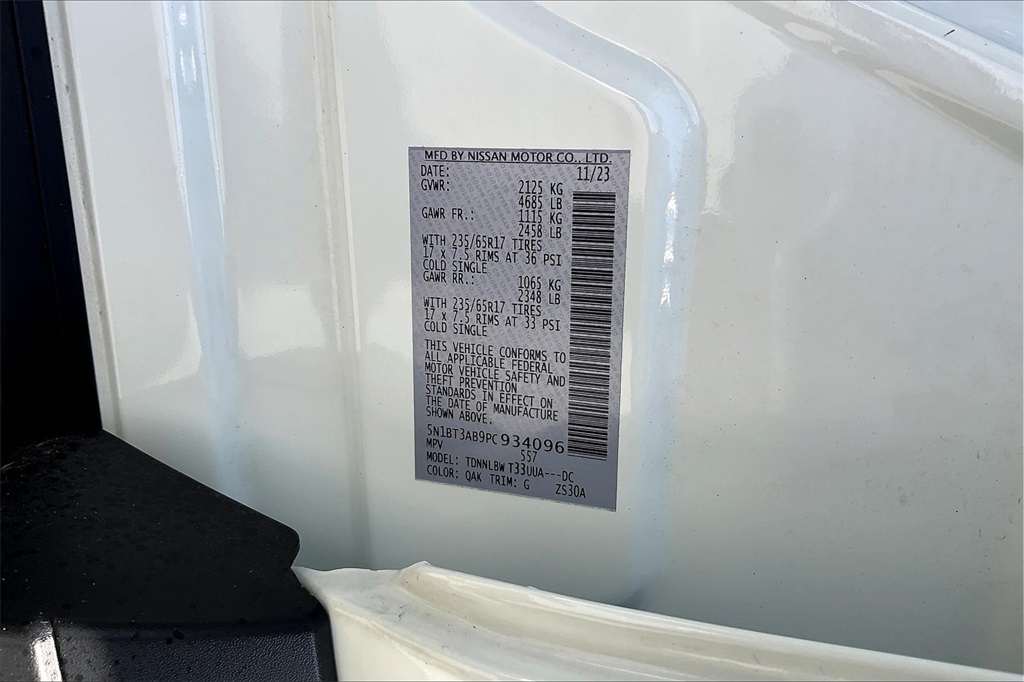 MFD BY NISSAN MOTOR CO., LTD.
DATE: 11/23
GVWR: 2125 KG
4685 LB
GAWR FR.: 1115 KG
2458 LB
WITH 235/65R17 TIRES
17 x 7.5 RIMS AT 36 PSI
COLD SINGLE
GAWR RR.: 1065 KG
2348 LB
WITH 235/65R17 TIRES
17 x 7.5 RIMS AT 33 PSI
COLD SINGLE
THIS VEHICLE CONFORMS TO
ALL APPLICABLE FEDERAL
MOTOR VEHICLE SAFETY AND
THEFT PREVENTION
STANDARDS IN EFFECT ON
THE DATE OF MANUFACTURE
SHOWN ABOVE.
5N1BT3AB9PC934096
MPV 557
MODEL: TDNNLBW T33UUA---DC
COLOR: QAK TRIM: G ZS30A